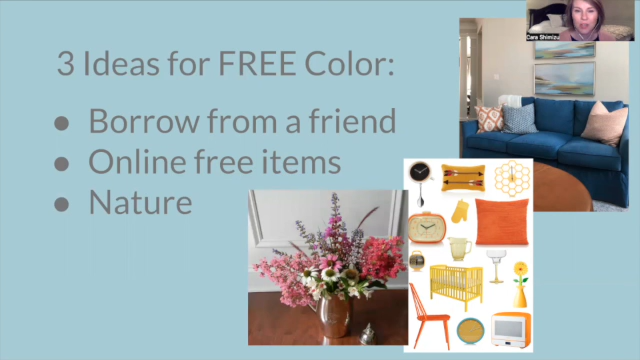 Dara Shimizu
3 Ideas for FREE Color:
● Borrow from a friend
● Online free items
● Nature